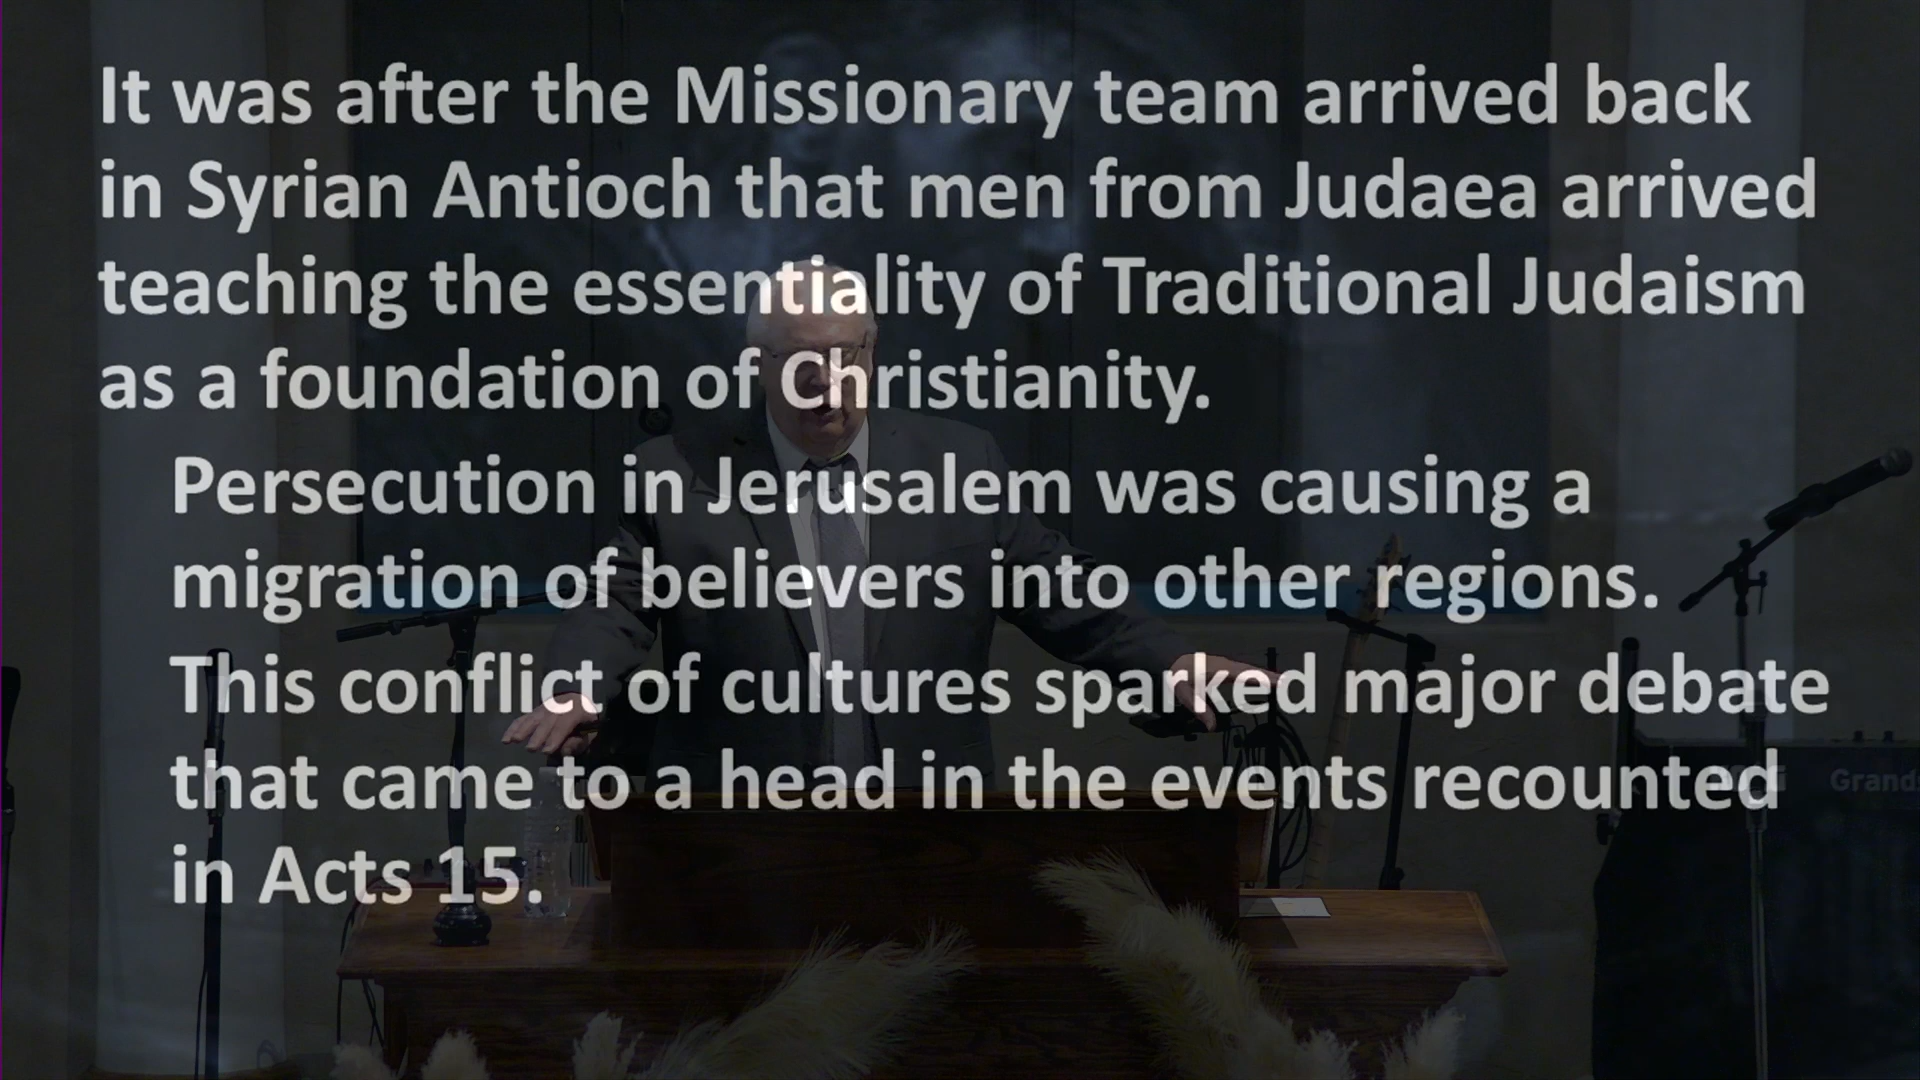 It was after the Missionary team arrived back
in Syrian Antioch that men from Judaea arrived
teaching the essentiality of Traditional Judaism
as a foundation of Christianity.
Persecution in Jerusalem was causing a
migration of believers into other regions.
This conflict of cultures sparked major debate
that came to a head in the events recounted
in Acts 15.